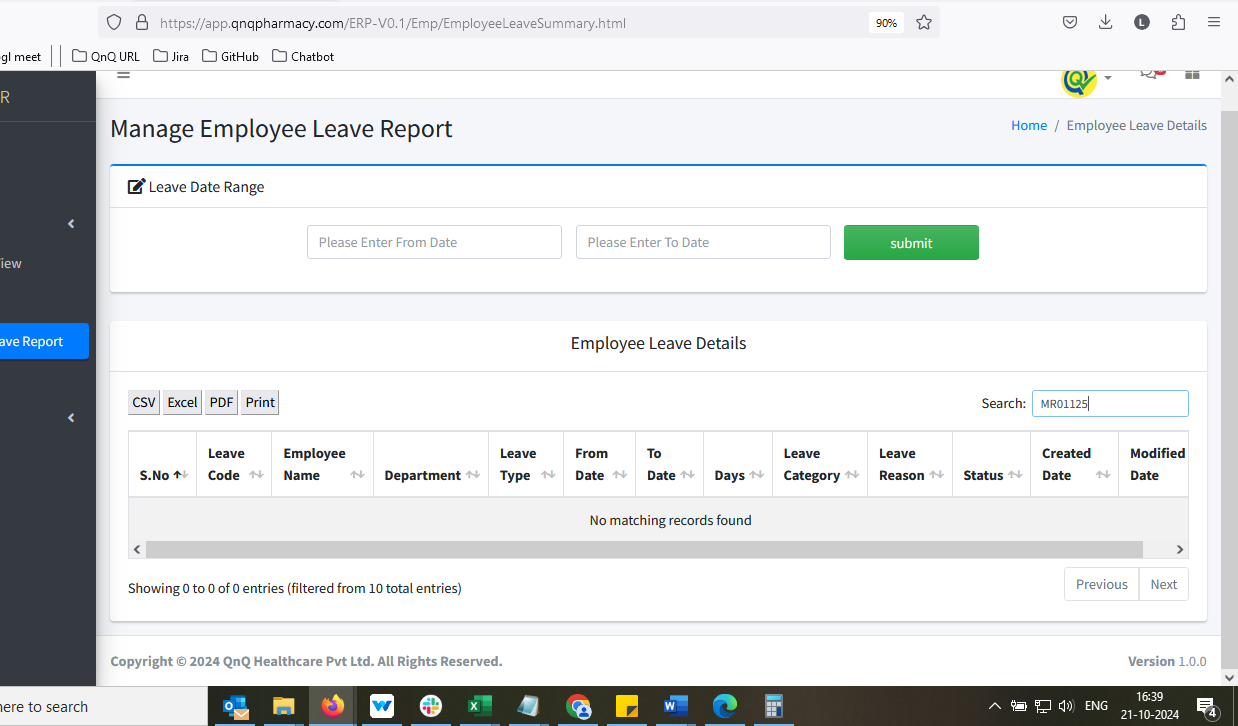 https://app.qnqpharmacy.com/ERP-V0.1/Emp/EmployeeLeaveSummary.html
90%
L
gl meet
QnQ URL
Jira
GitHub
Chatbot
R
Manage Employee Leave Report
Home / Employee Leave Details
Leave Date Range
Please Enter From Date
Please Enter To Date
submit
iew
ave Report
Employee Leave Details
CSV
Excel
PDF
Print
Search:
MR01125
S.No
Leave Code
Employee Name
Department
Leave Type
From Date
To Date
Days
Leave Category
Leave Reason
Status
Created Date
Modified Date
No matching records found
Showing 0 to 0 of 0 entries (filtered from 10 total entries)
Previous
Next
Copyright © 2024 QnQ Healthcare Pvt Ltd. All Rights Reserved.
Version 1.0.0
here to search
ENG
16:39
21-10-2024
4